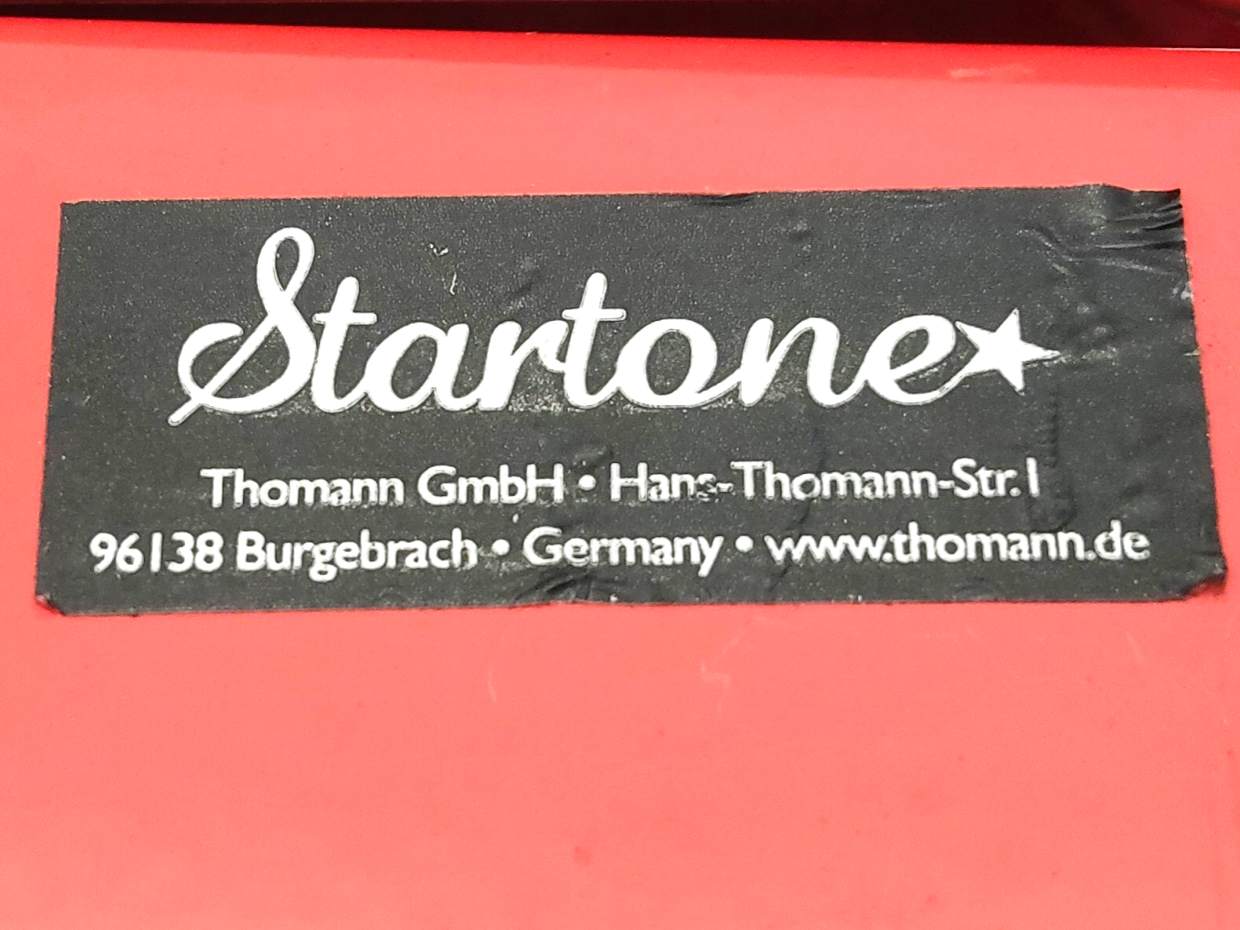 Startone
Thomann GmbH • Hans-Thomann-Str.1
96138 Burgebrach • Germany • www.thomann.de